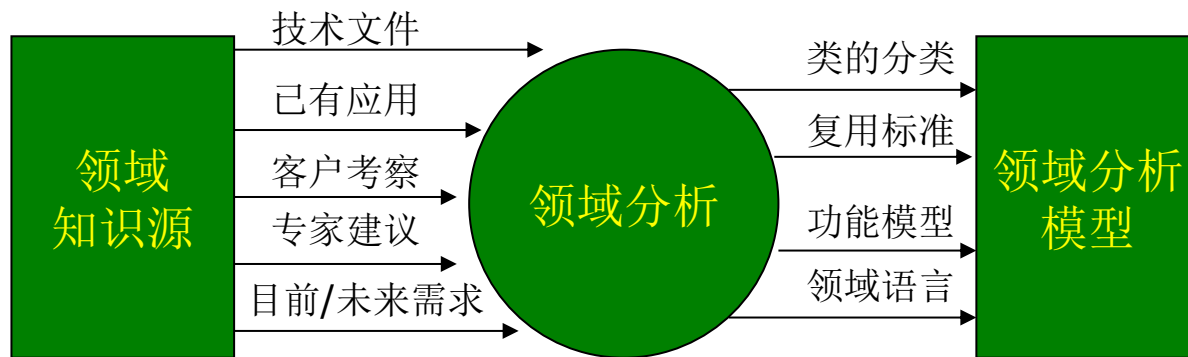 领域
知识源
技术文件
已有应用
客户考察
专家建议
目前/未来需求
领域分析
类的分类
复用标准
功能模型
领域语言
领域分析
模型